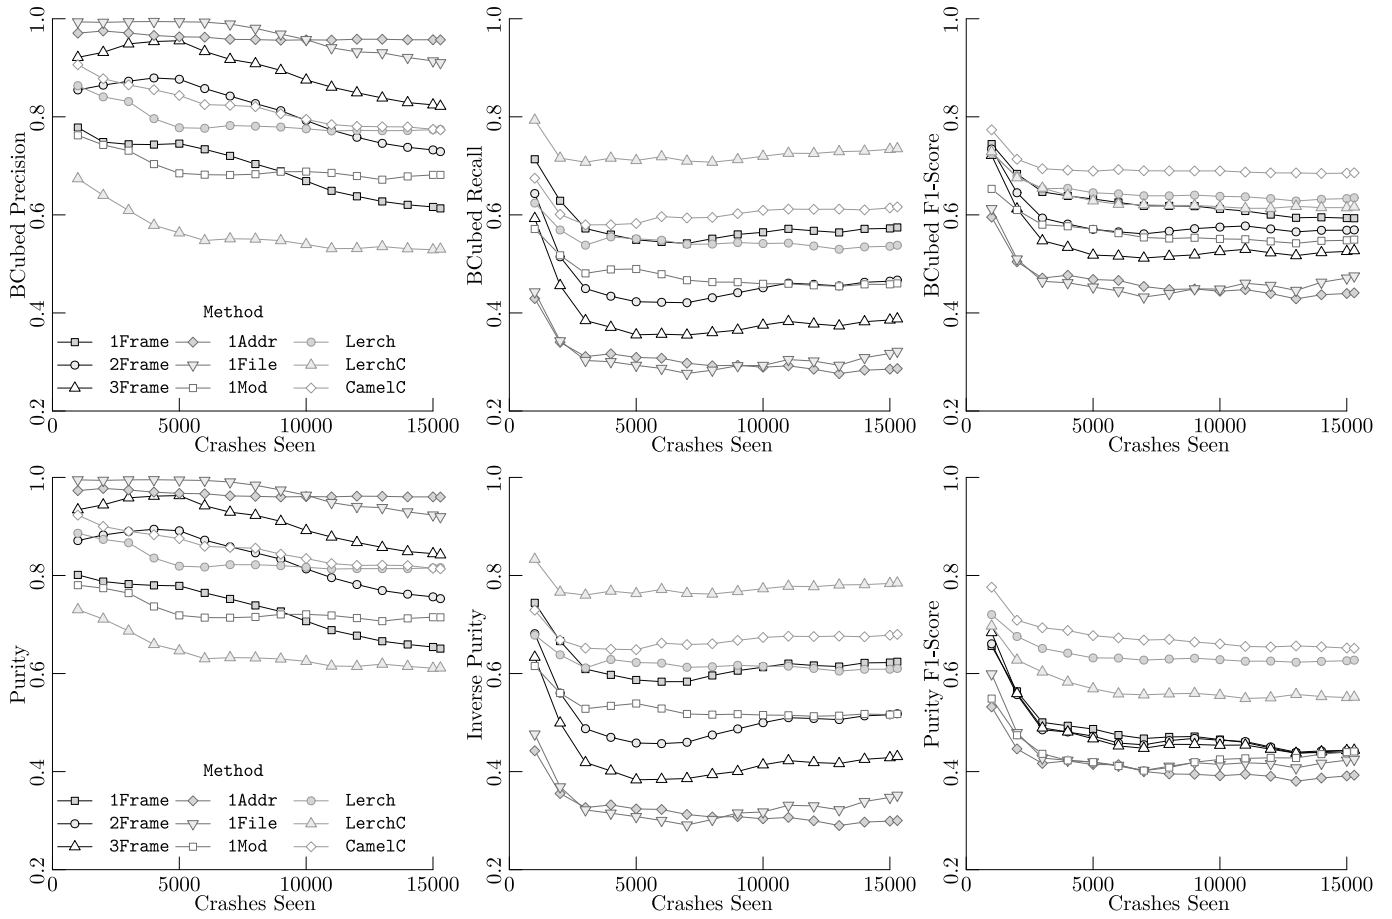 BCubed Precision
1.0
0.8
0.6
0.4
0.2
Method
1Frame 1Addr Lerch
2Frame 1File LerchC
3Frame 1Mod CamelC
0 5000 10000 15000
Crashes Seen
BCubed Recall
1.0
0.8
0.6
0.4
0.2
0 5000 10000 15000
Crashes Seen
BCubed F1-Score
1.0
0.8
0.6
0.4
0.2
0 5000 10000 15000
Crashes Seen
Purity
1.0
0.8
0.6
0.4
0.2
Method
1Frame 1Addr Lerch
2Frame 1File LerchC
3Frame 1Mod CamelC
0 5000 10000 15000
Crashes Seen
Inverse Purity
1.0
0.8
0.6
0.4
0.2
0 5000 10000 15000
Crashes Seen
Purity F1-Score
1.0
0.8
0.6
0.4
0.2
0 5000 10000 15000
Crashes Seen